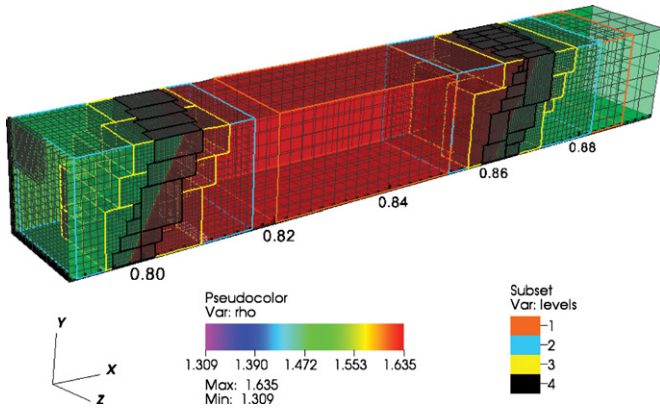 0.80
0.82
0.84
0.86
0.88
Y
X
Z
Pseudocolor
Var: rho
1.309 1.390 1.472 1.553 1.635
Max: 1.635
Min: 1.309
Subset
Var: levels
1
2
3
4